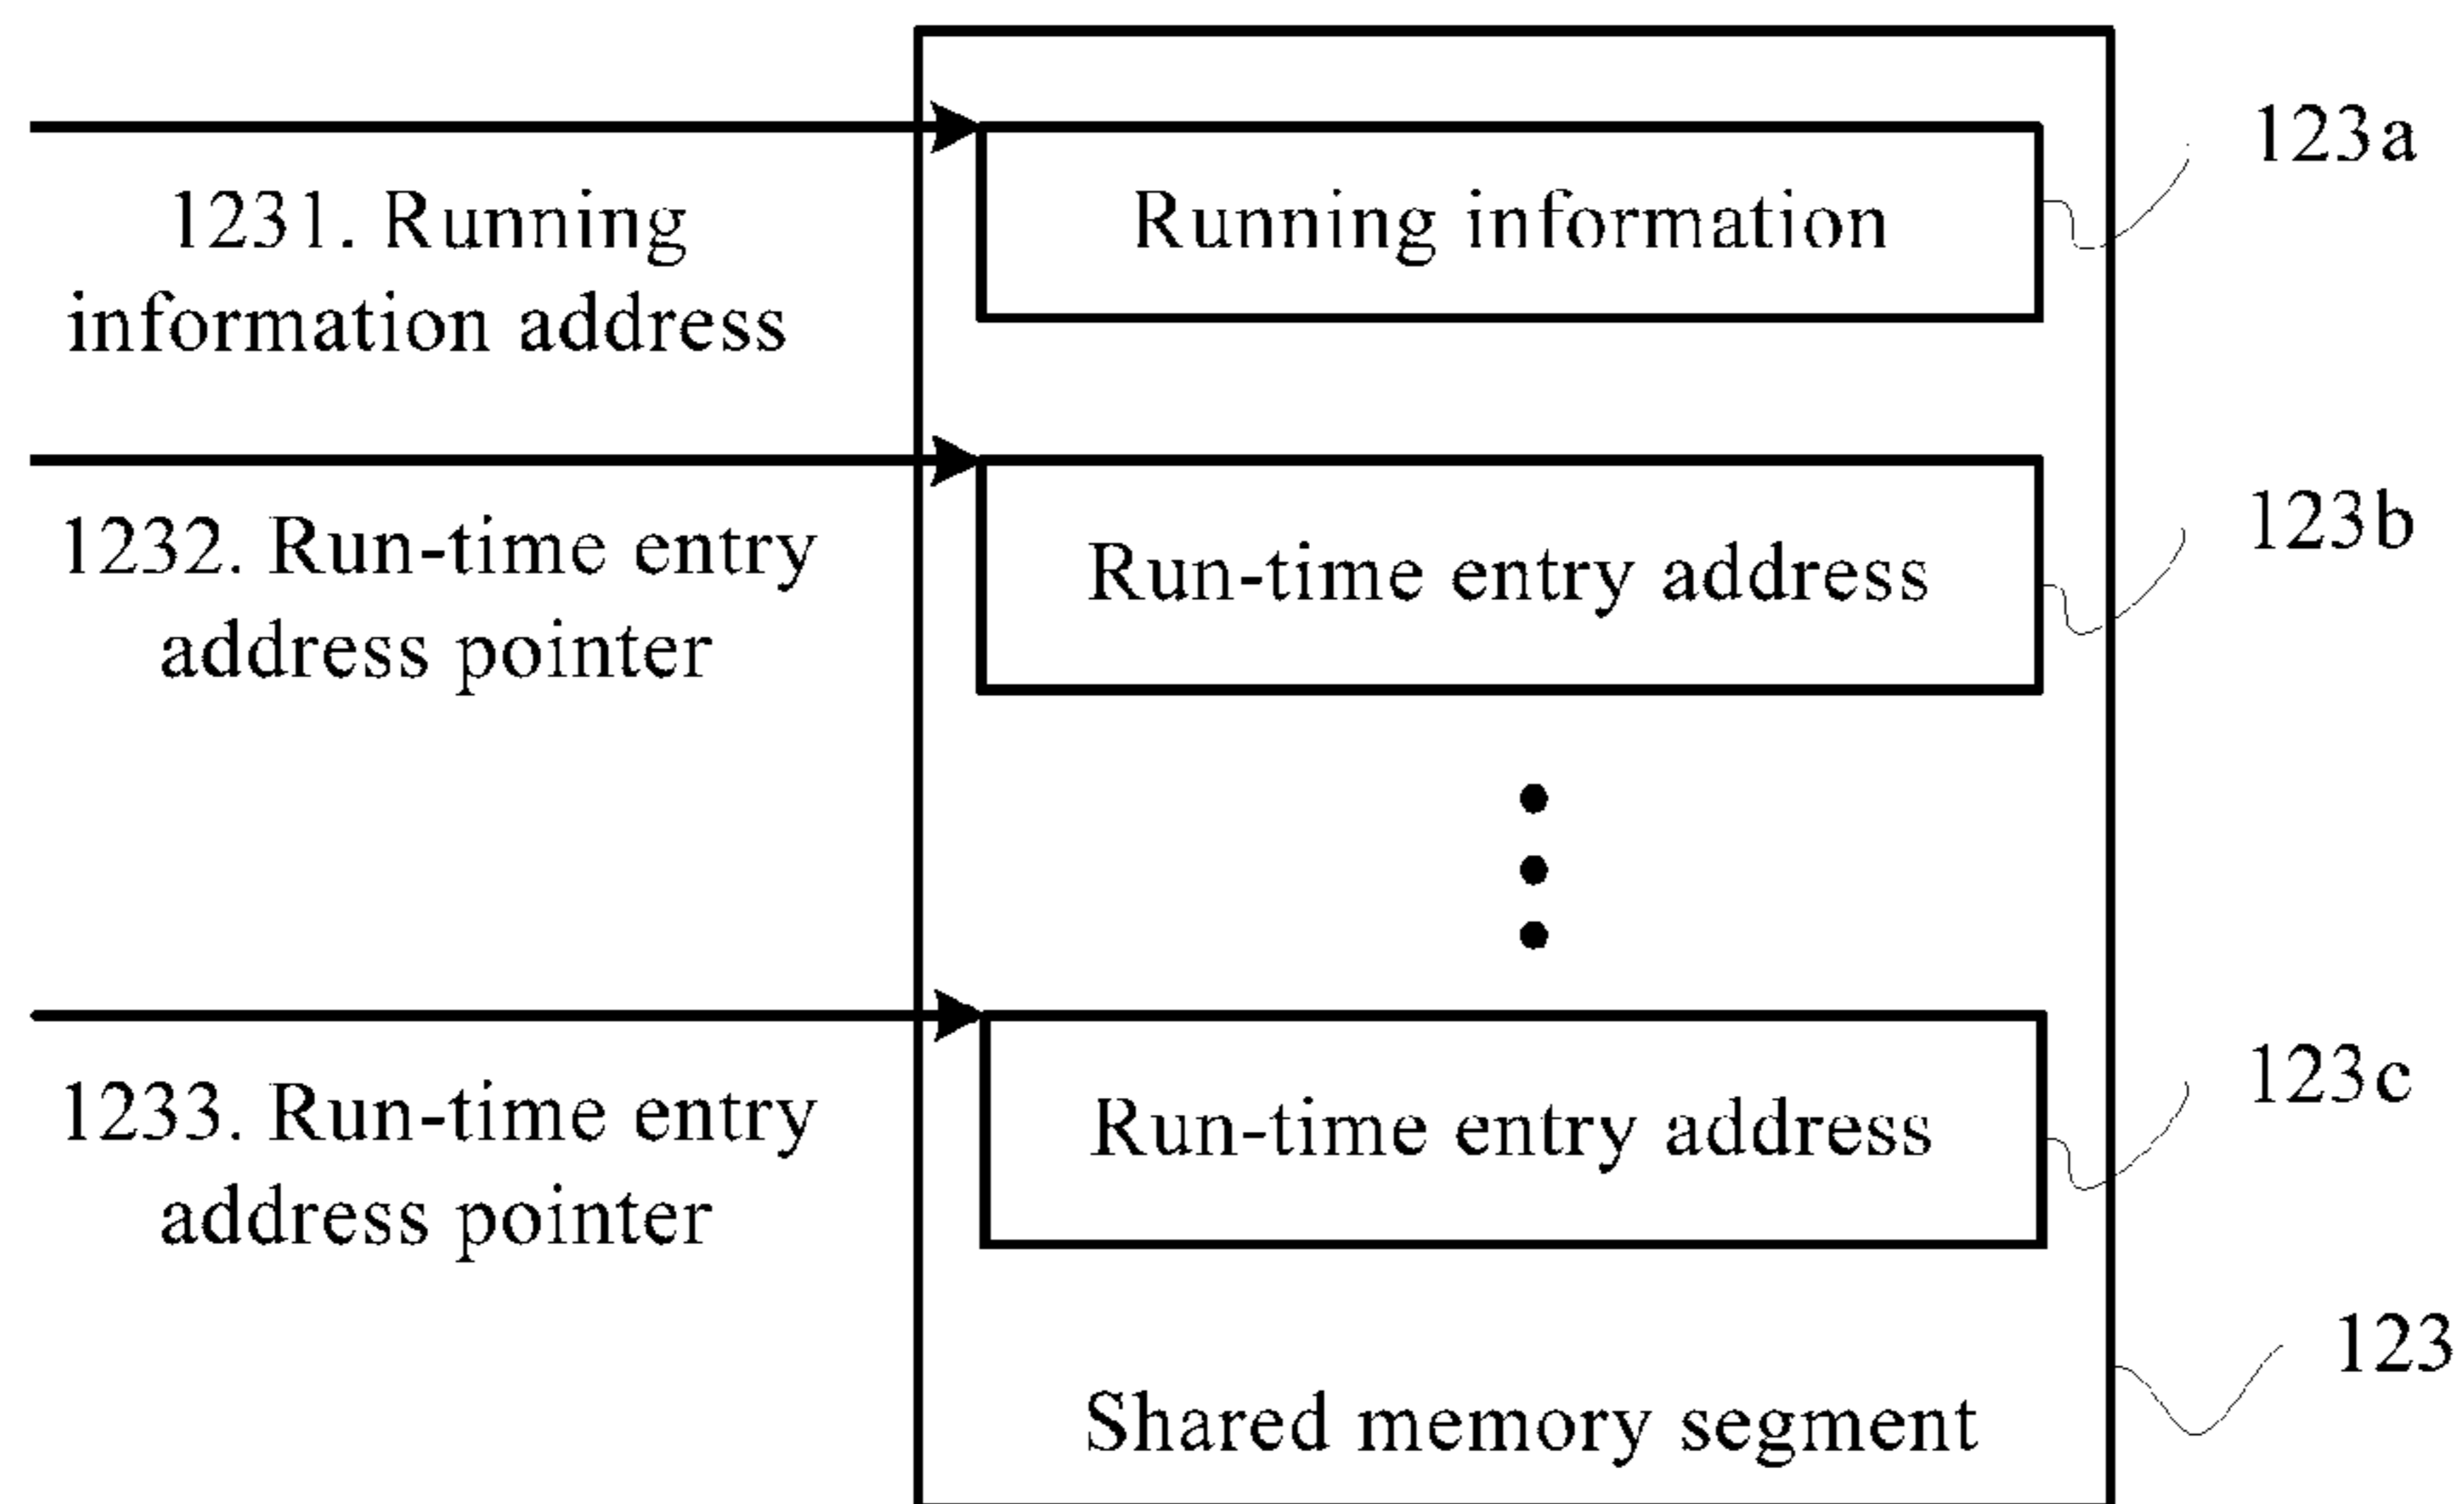 123a
1231. Running
information address
Running information
1232. Run-time entry
address pointer
Run-time entry address
123b
1233. Run-time entry
address pointer
Run-time entry address
123c
123
Shared memory segment